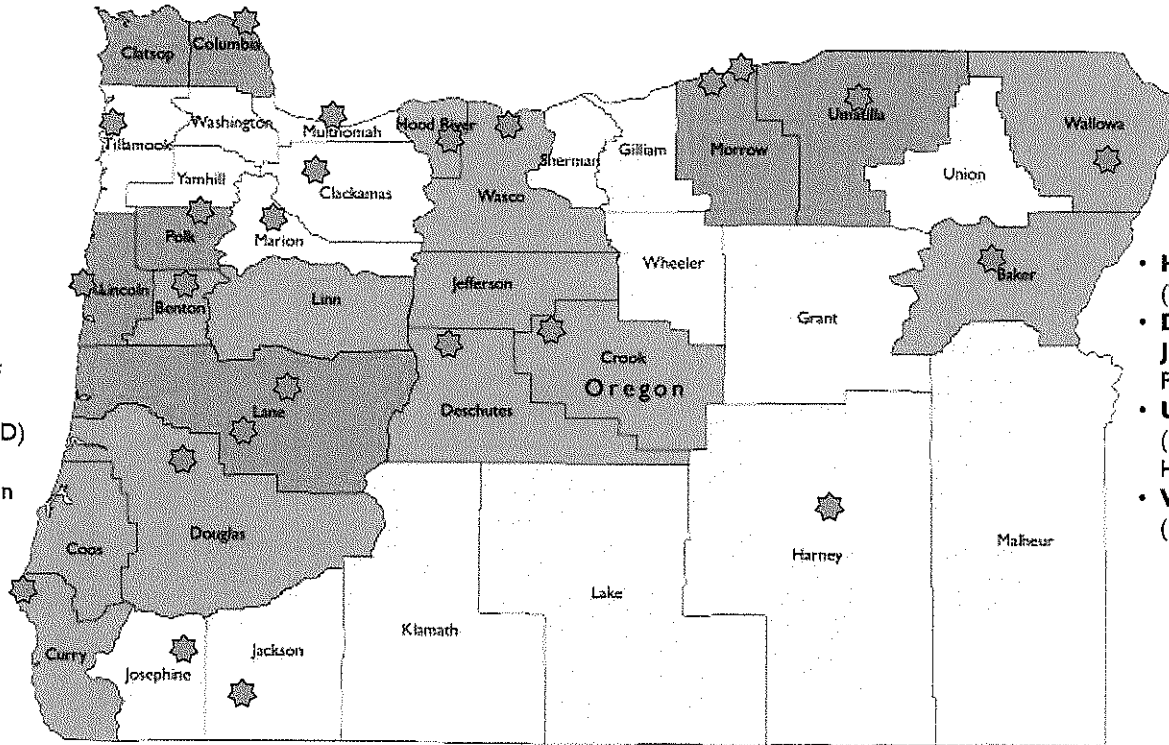 Clatsop
Columbia
Tillamook
Washington
Multnomah
Hood River
Sherman
Gilliam
Morrow
Umatilla
Wallowa
Union
Yamhill
Clackamas
Wasco
Polk
Marion
Wheeler
Baker
Lincoln
Benton
Linn
Jefferson
Grant
Crook
Oregon
Lane
Deschutes
D)
n
Coos
Douglas
Harney
Malheur
Lake
Klamath
Curry
Josephine
Jackson
• H
(
• D
J
F
• U
(
H
• V
(